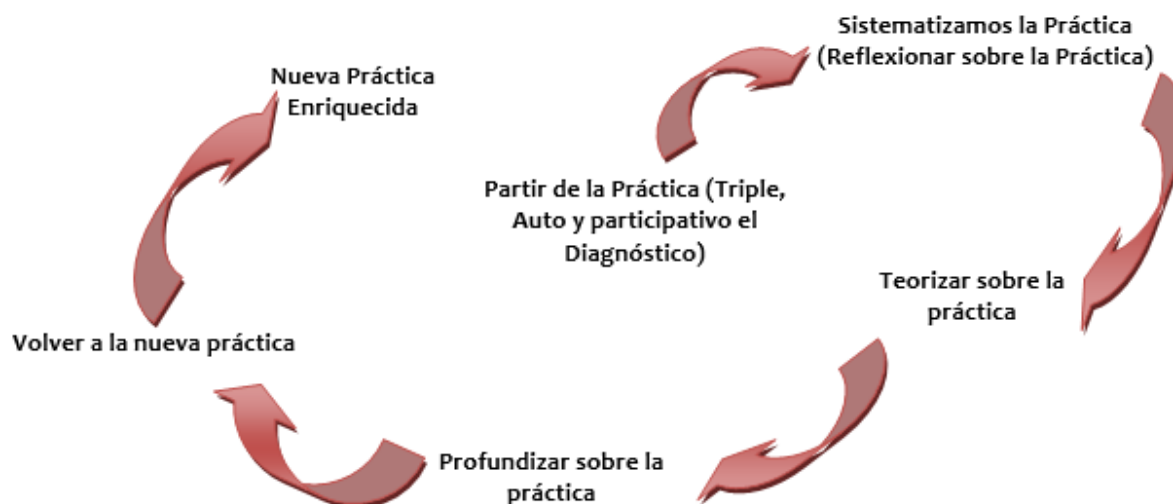 Sistematizamos la Práctica
(Reflexionar sobre la Práctica)
Nueva Práctica
Enriquecida
Partir de la Práctica (Triple,
Auto y participativo el
Diagnóstico)
Teorizar sobre la
práctica
Volver a la nueva práctica
Profundizar sobre la
práctica